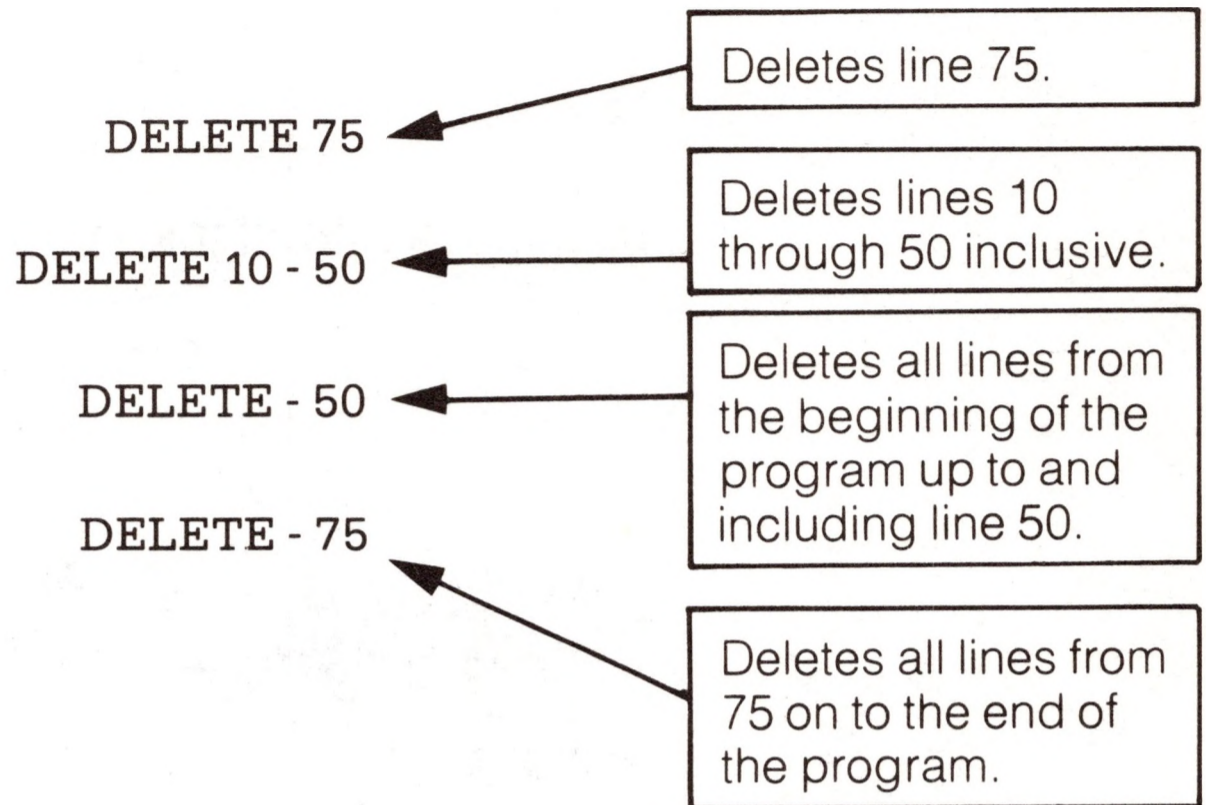 Deletes line 75.
DELETE 75
Deletes lines 10
through 50 inclusive.
DELETE 10 - 50
Deletes all lines from
the beginning of the
program up to and
including line 50.
DELETE - 50
DELETE - 75
Deletes all lines from
75 on to the end of
the program.